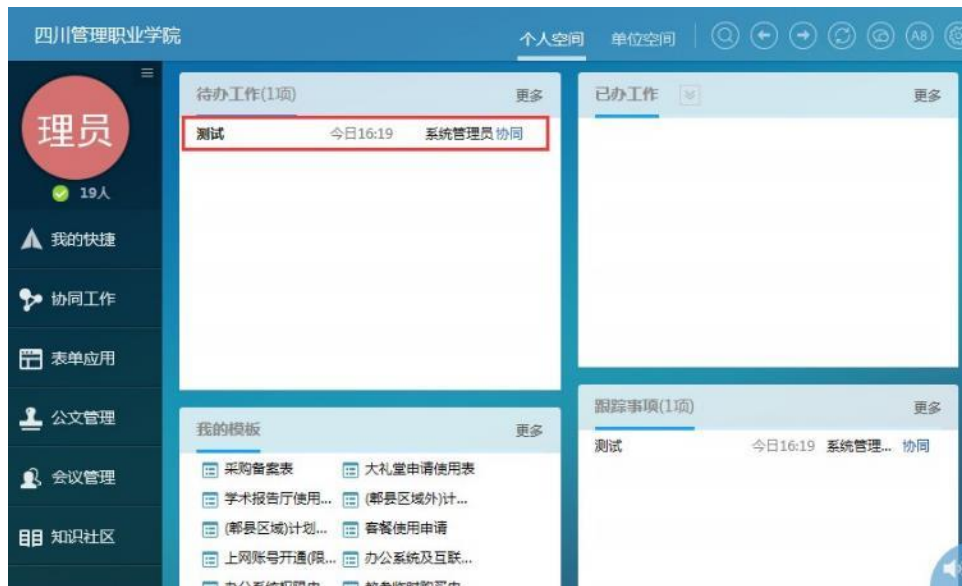 四川管理职业学院
个人空间 单位空间 A8
理员
19人
我的快捷
协同工作
表单应用
公文管理
会议管理
知识社区
待办工作(1项) 更多
测试 今日16:19 系统管理员 协同
已办工作 更多
我的模板 更多
采购备案表 大礼堂申请使用表
学术报告厅使用... (郫县区域外)计...
(郫县区域)计划... 客餐使用申请
上网账号开通(限... 办公系统及互联...
跟踪事项(1项) 更多
测试 今日16:19 系统管理... 协同